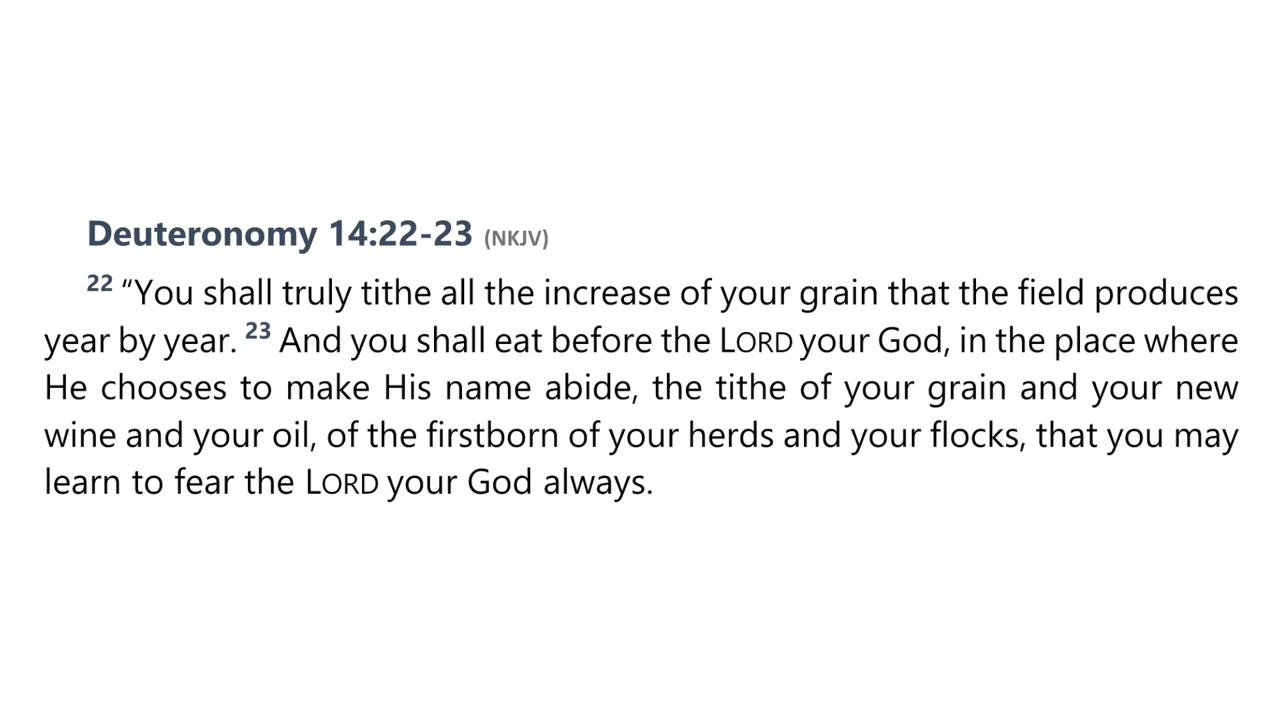 Deuteronomy 14:22-23 (NKJV)
22 “You shall truly tithe all the increase of your grain that the field produces
year by year. 23 And you shall eat before the LORD your God, in the place where
He chooses to make His name abide, the tithe of your grain and your new
wine and your oil, of the firstborn of your herds and your flocks, that you may
learn to fear the LORD your God always.